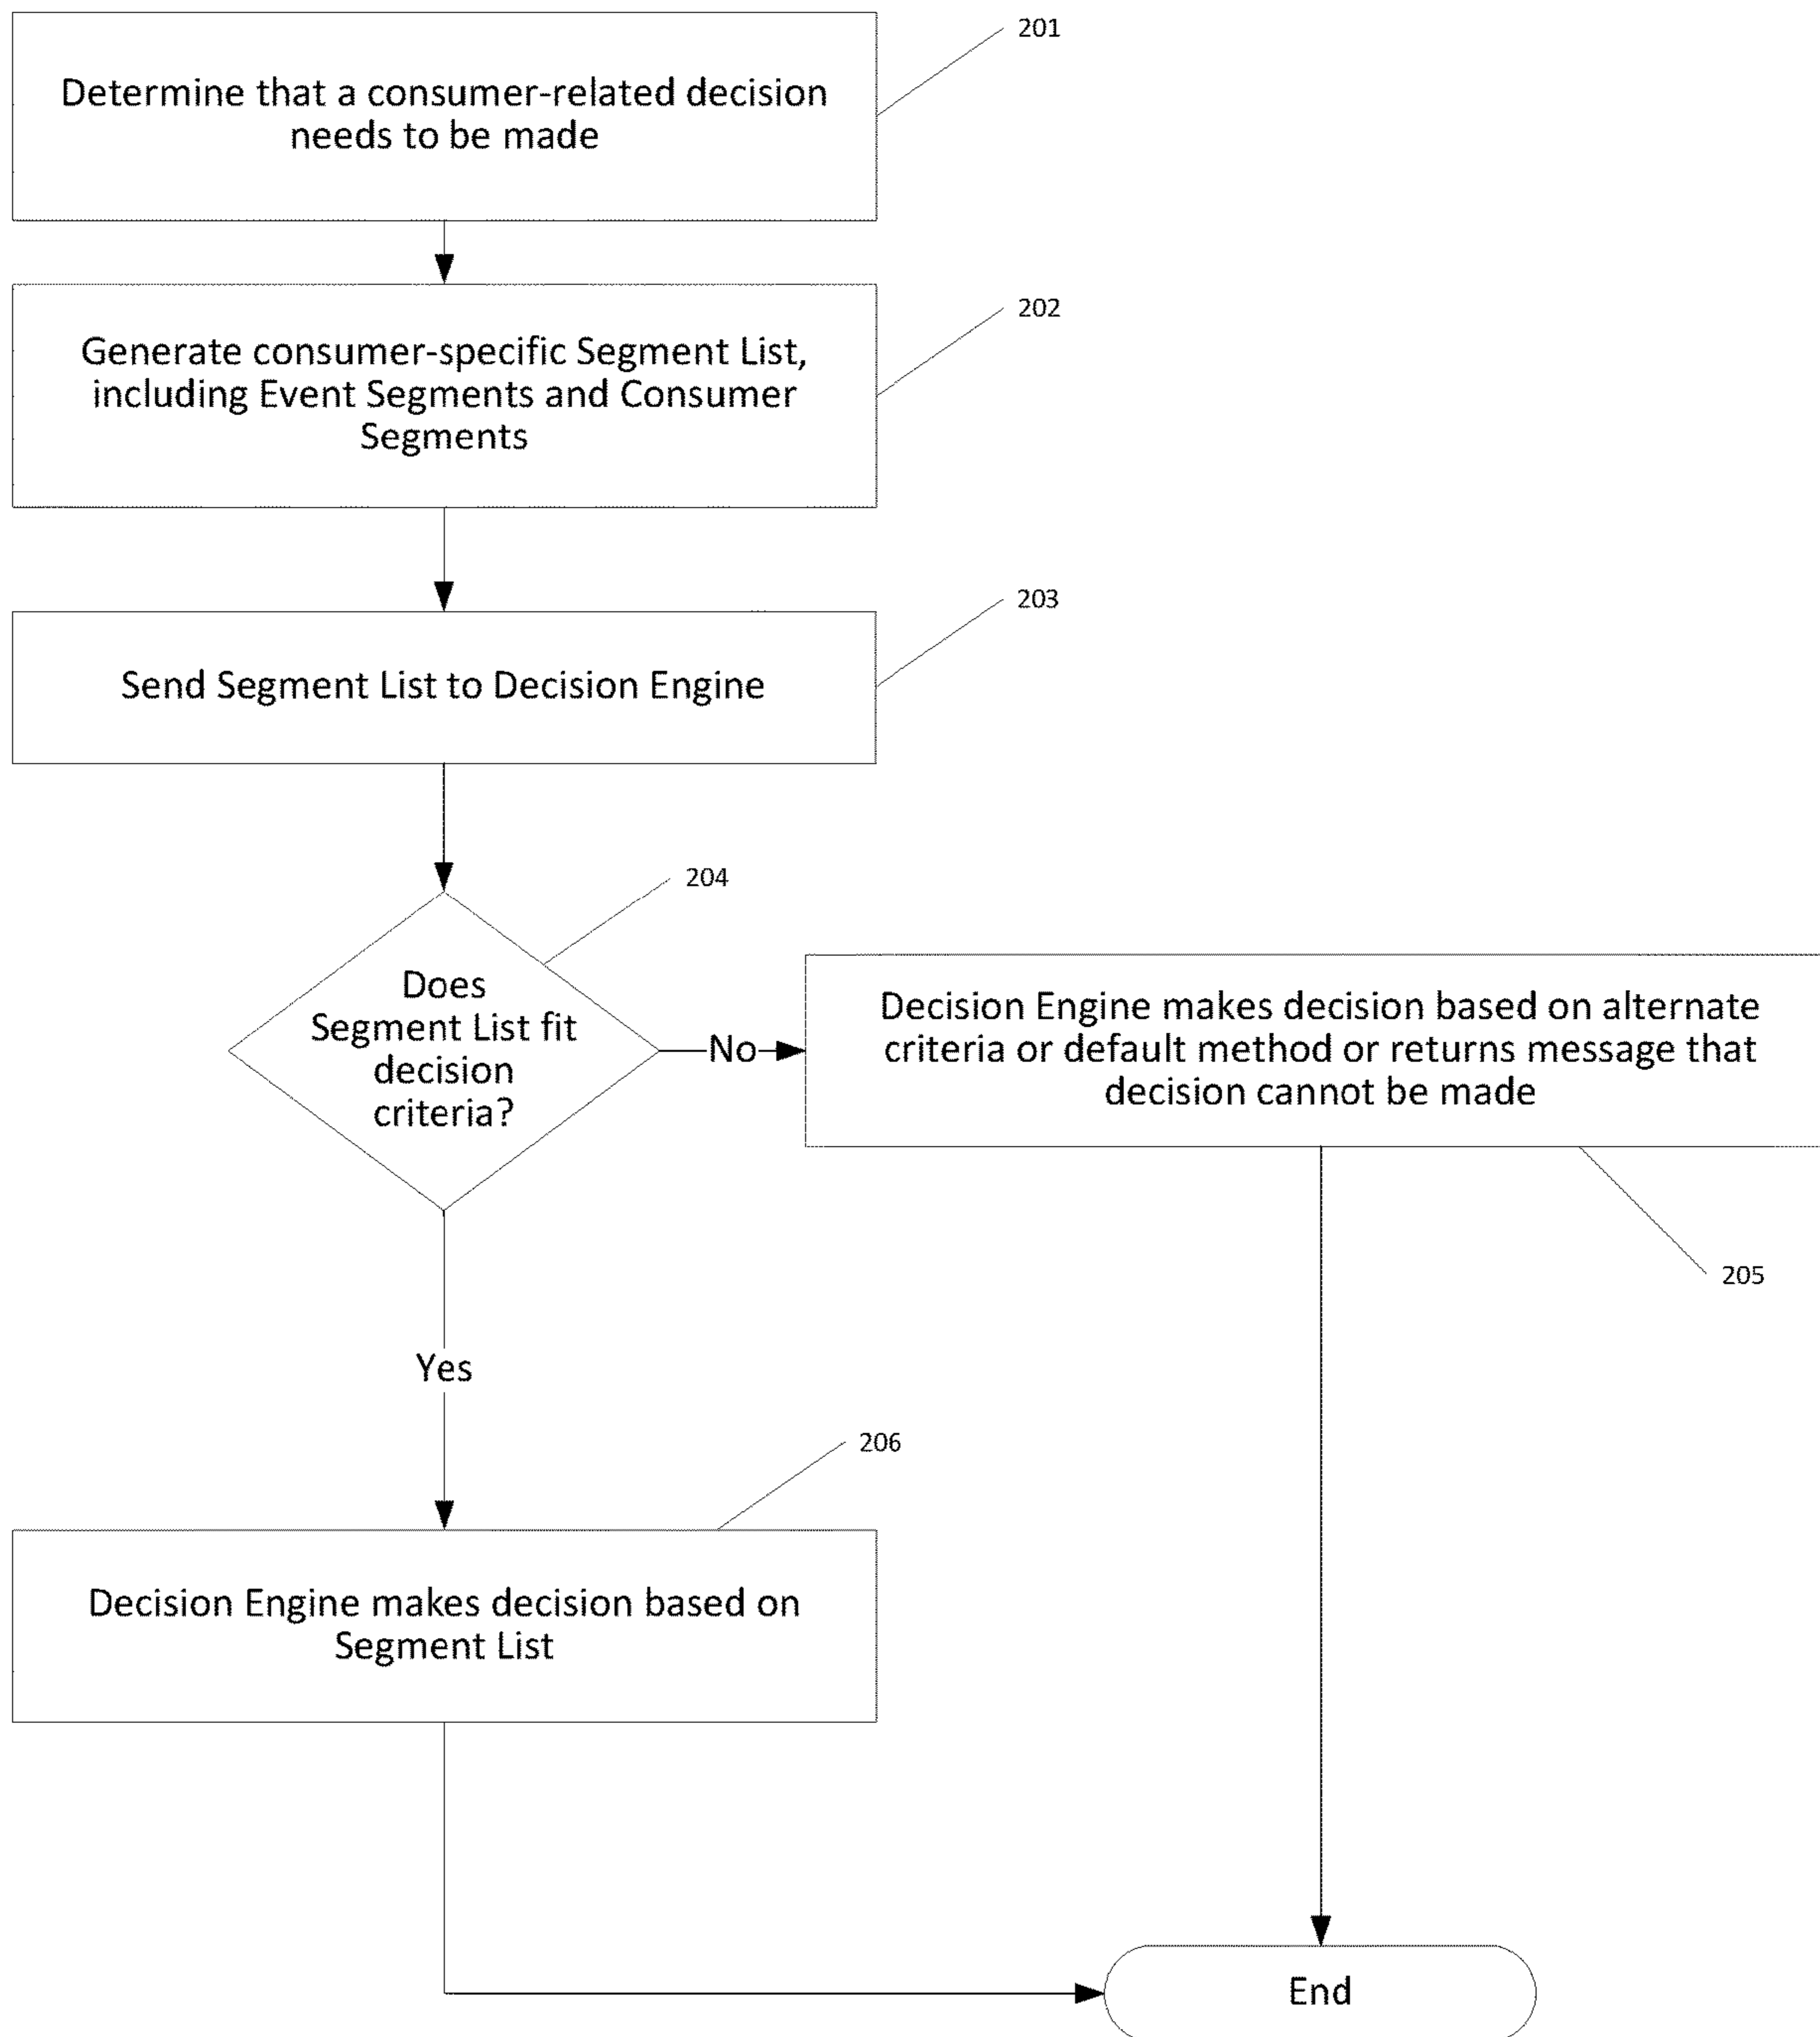 201
Determine that a consumer-related decision
needs to be made
202
Generate consumer-specific Segment List,
including Event Segments and Consumer
Segments
203
Send Segment List to Decision Engine
204
Does
Segment List fit
decision
criteria?
No
Decision Engine makes decision based on alternate
criteria or default method or returns message that
decision cannot be made
205
Yes
206
Decision Engine makes decision based on
Segment List
End